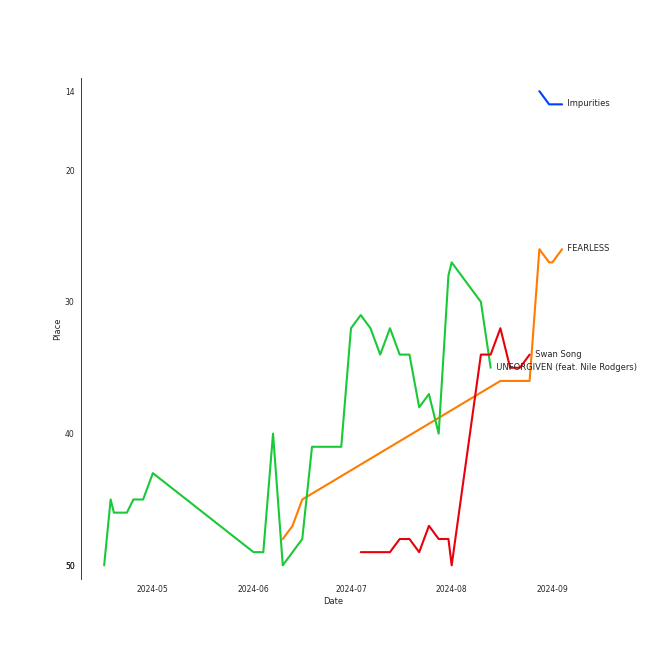 14
Impurities
20
FEARLESS
30
Place
Swan Song
UNFORGIVEN (feat. Nile Rodgers)
40
50
2024-05
2024-06
2024-07
2024-08
2024-09
Date